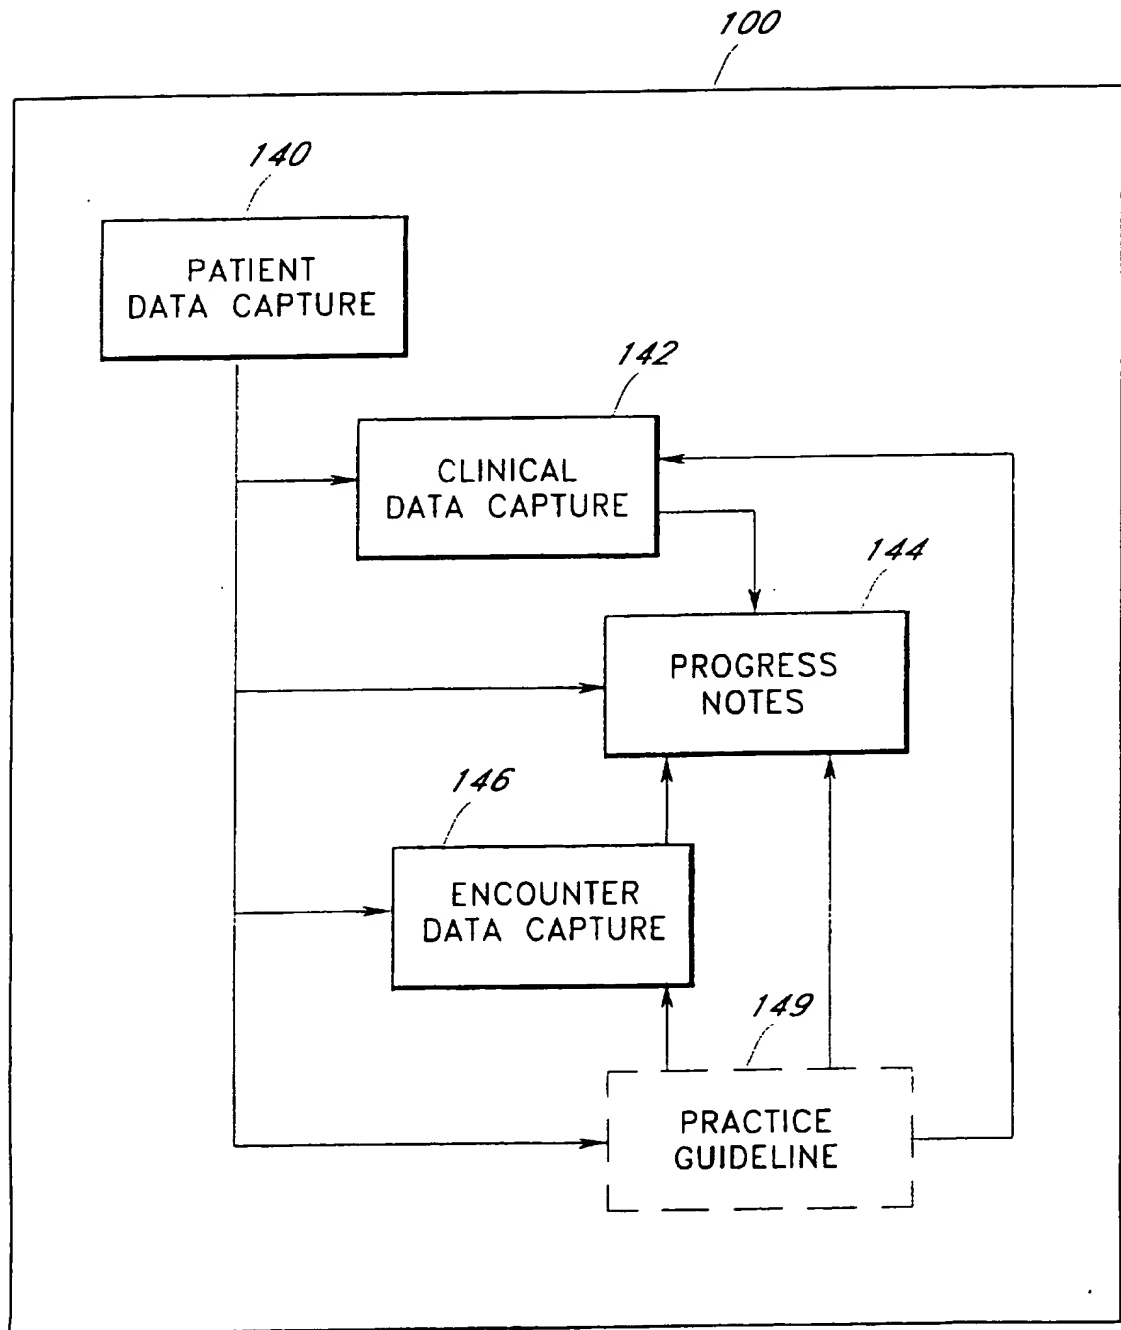 100
140
PATIENT
DATA CAPTURE
142
CLINICAL
DATA CAPTURE
144
PROGRESS
NOTES
146
ENCOUNTER
DATA CAPTURE
149
PRACTICE
GUIDELINE